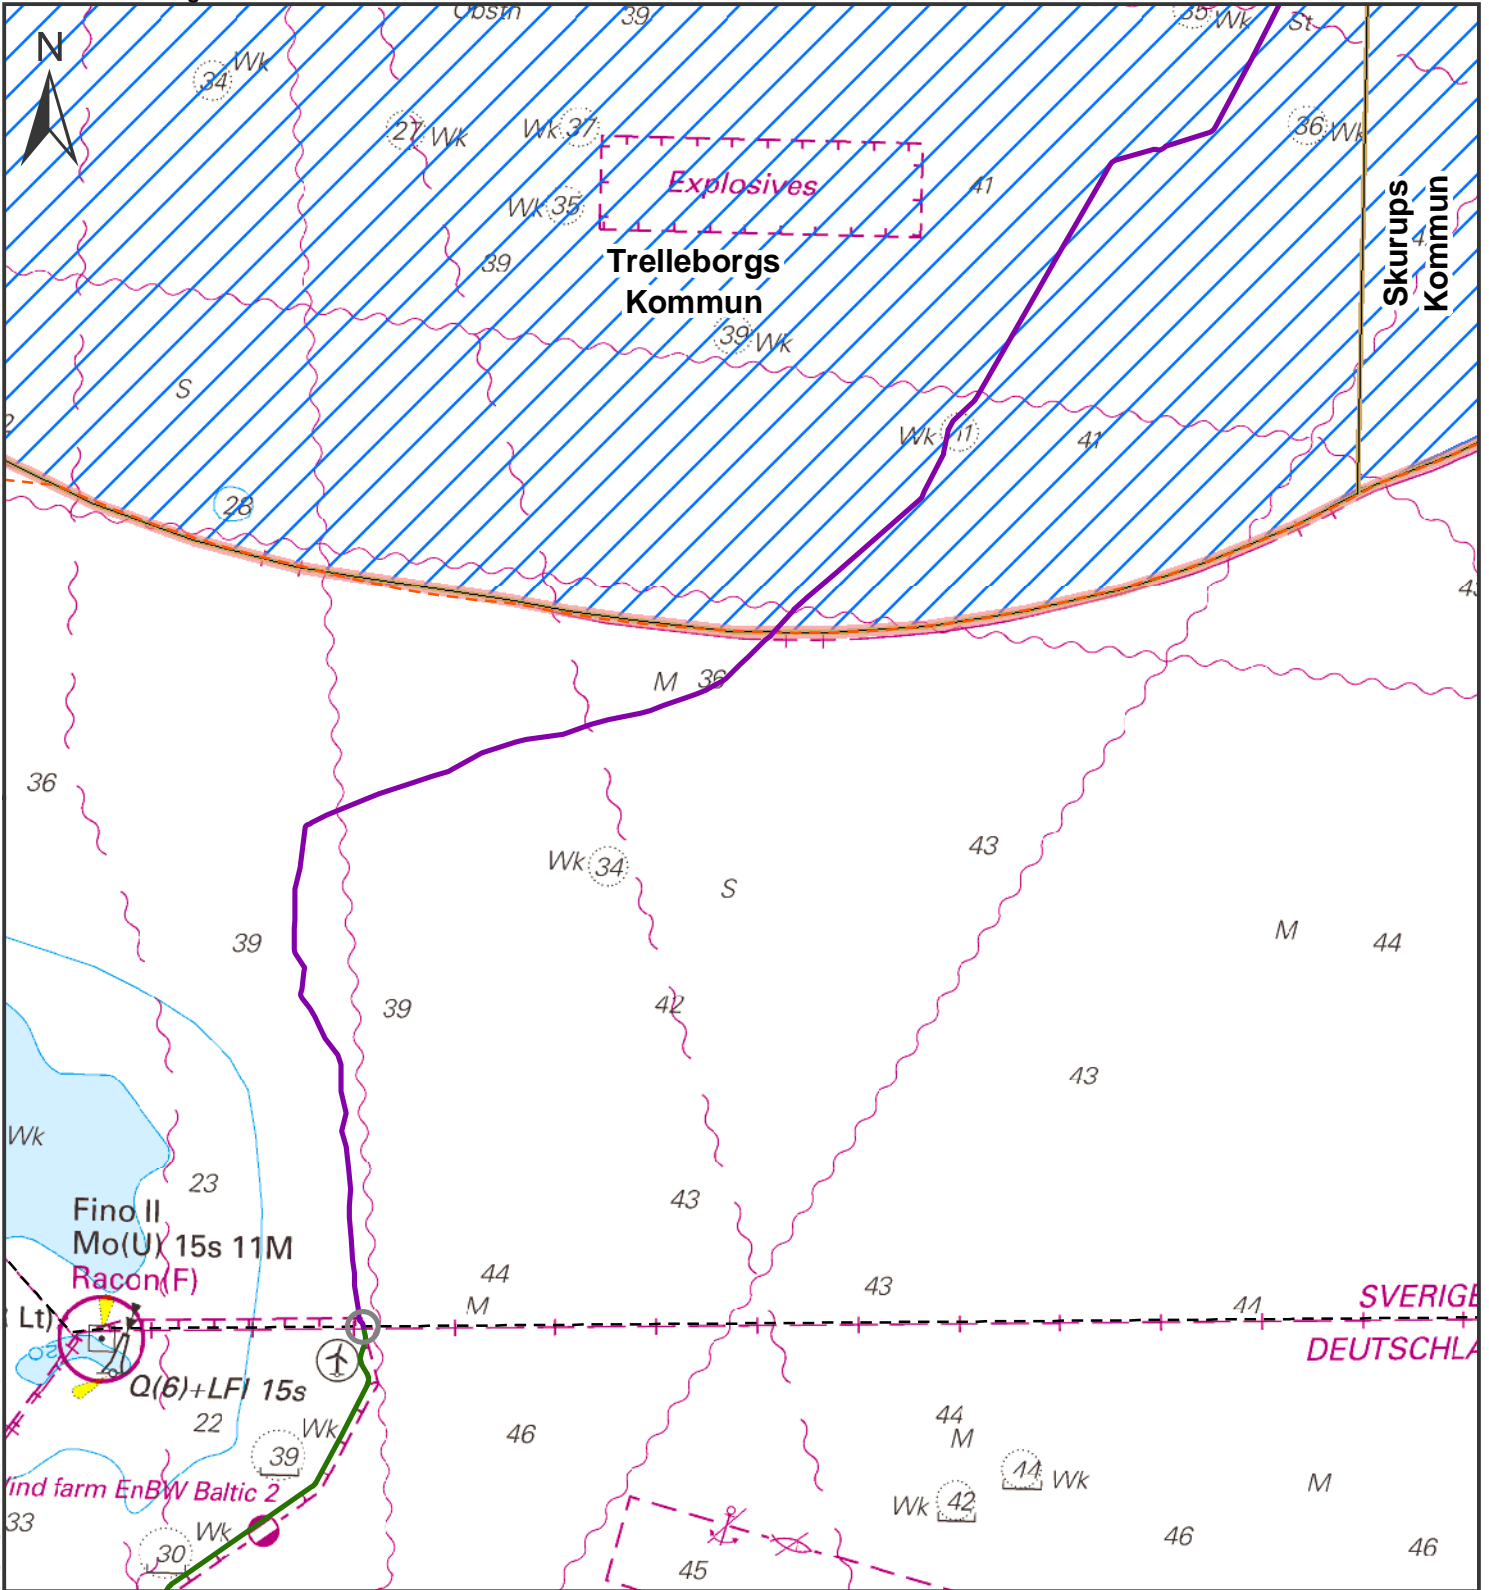 Obstn 39 35 Wk St
N
34 Wk
27 Wk
Wk 37
36 Wk
Explosives
41
Wk 35
Skurups
Kommun
Trelleborgs
Kommun
39
39 Wk
S
Wk
41
28
M 36
36
43
Wk 34
S
39
M 44
39
42
43
Wk
23
43
Fino II
Mo(U) 15s 11M
Racon(F)
44
43
M
44
SVERIGE
Lt)
DEUTSCHLA
Q(6)+LFl 15s
22
Wk
39
46
44
M
44 Wk
Wk 42
M
ind farm EnBW Baltic 2
33
Wk
30
46
46
45